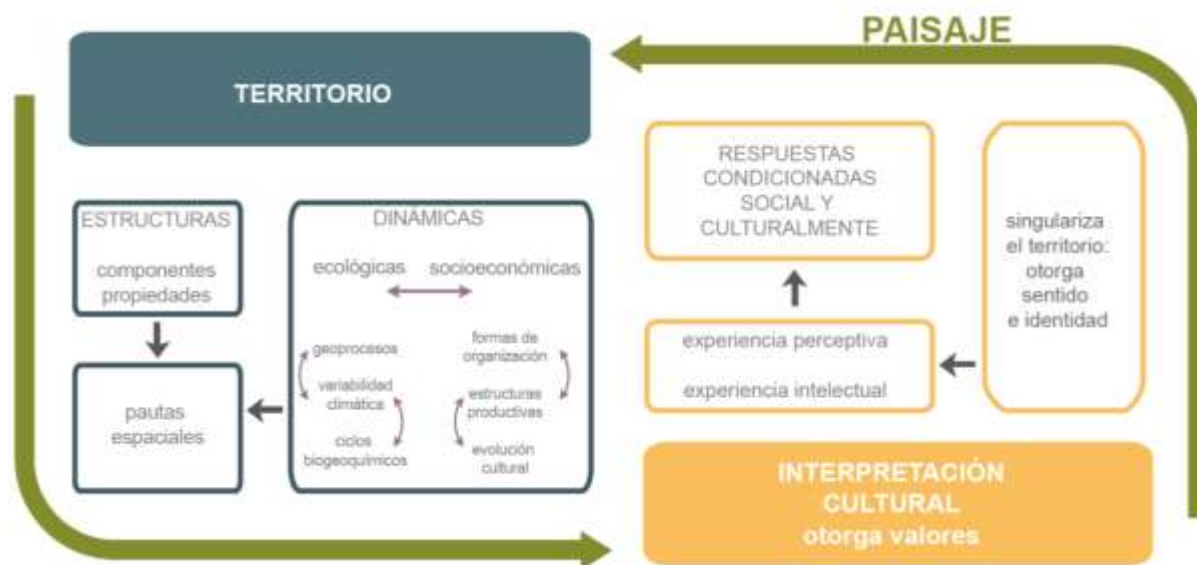 PAISAJE
TERRITORIO
ESTRUCTURAS
componentes
propiedades
pautas
espaciales
DINÁMICAS
ecológicas
socioeconómicas
geoprocesos
variabilidad
climática
ciclos
biogeoquímicos
formas de
organización
estructuras
productivas
evolución
cultural
RESPUESTAS
CONDICIONADAS
SOCIAL Y
CULTURALMENTE
experiencia perceptiva
experiencia intelectual
singulariza
el territorio:
otorga
sentido
e identidad
INTERPRETACIÓN
CULTURAL
otorga valores